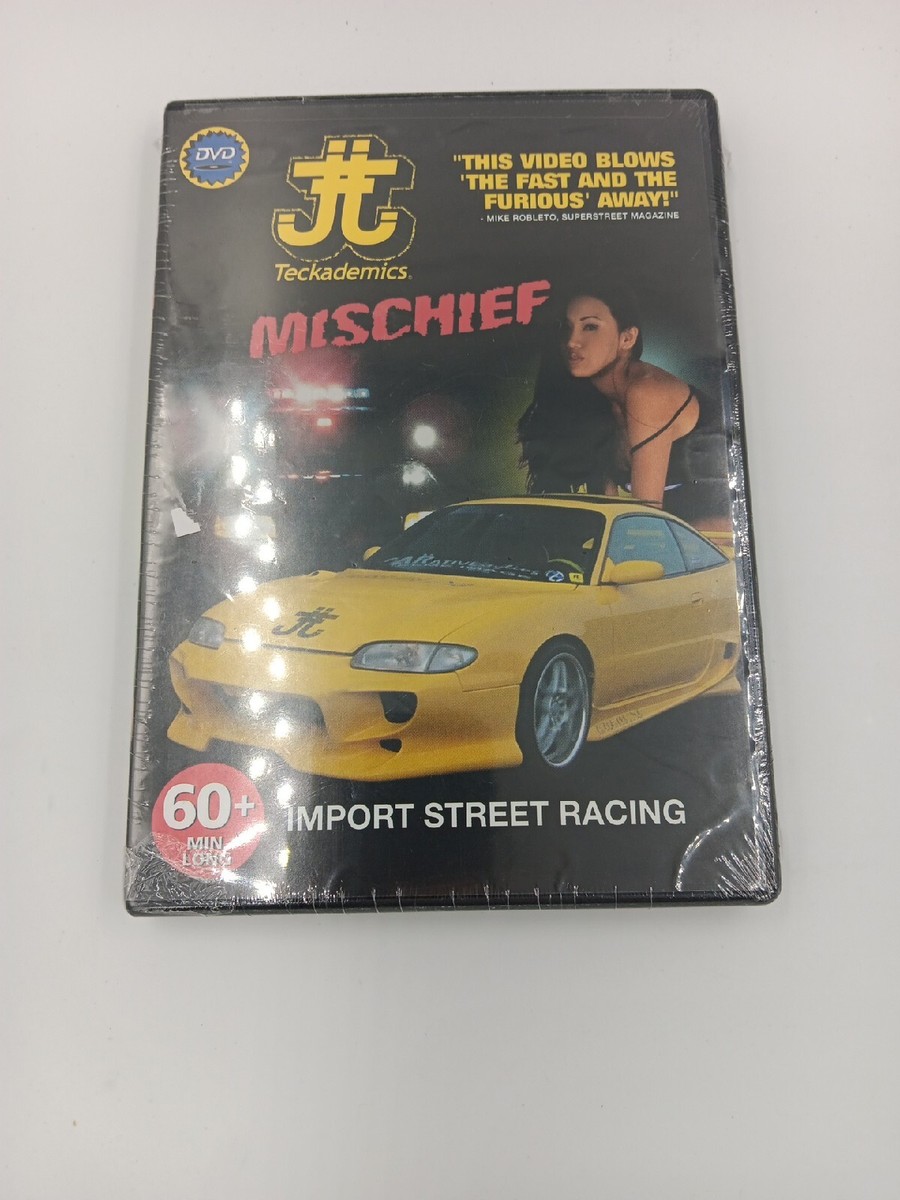 DVD
"THIS VIDEO BLOWS
'THE FAST AND THE
FURIOUS' AWAY!"
- MIKE ROBLETO, SUPERSTREET MAGAZINE
Teckademics
MISCHIEF
60+
MIN.
LONG
IMPORT STREET RACING